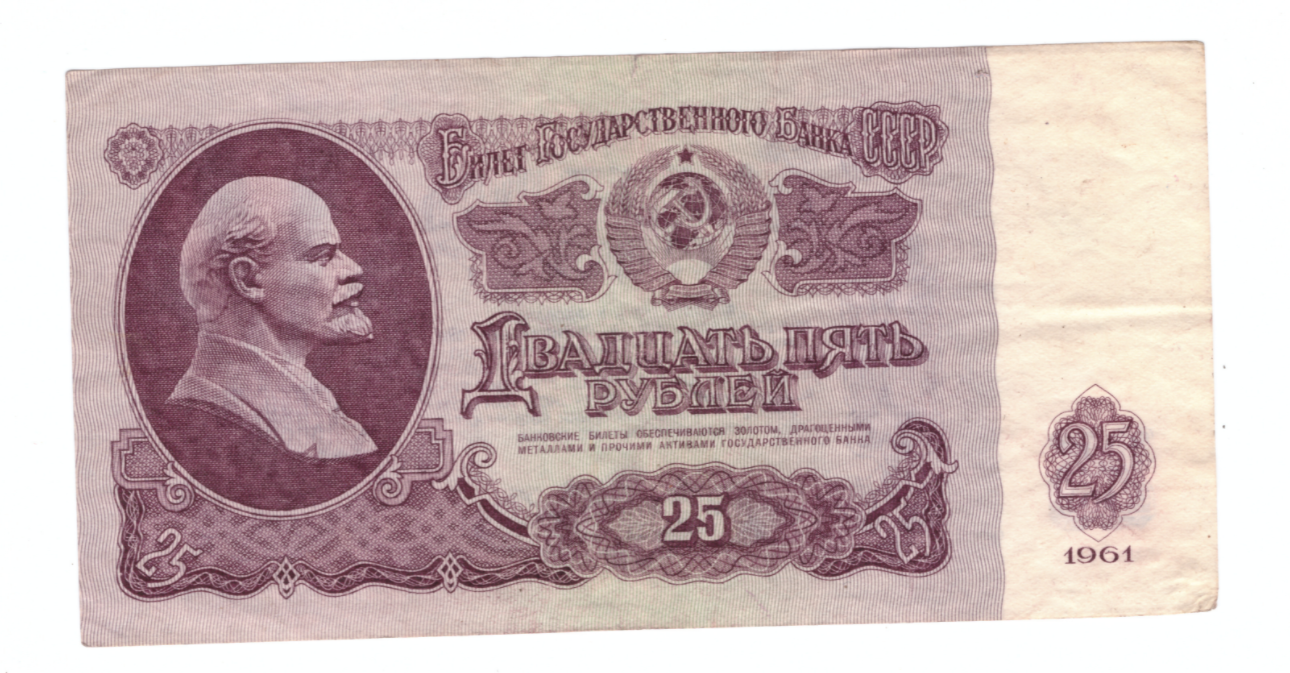 Билет Государственного Банка СССР
Двадцать пять
рублей
БАНКОВСКИЕ БИЛЕТЫ ОБЕСПЕЧИВАЮТСЯ ЗОЛОТОМ, ДРАГОЦЕННЫМИ
МЕТАЛЛАМИ И ПРОЧИМИ АКТИВАМИ ГОСУДАРСТВЕННОГО БАНКА
25
25
25
25
1961